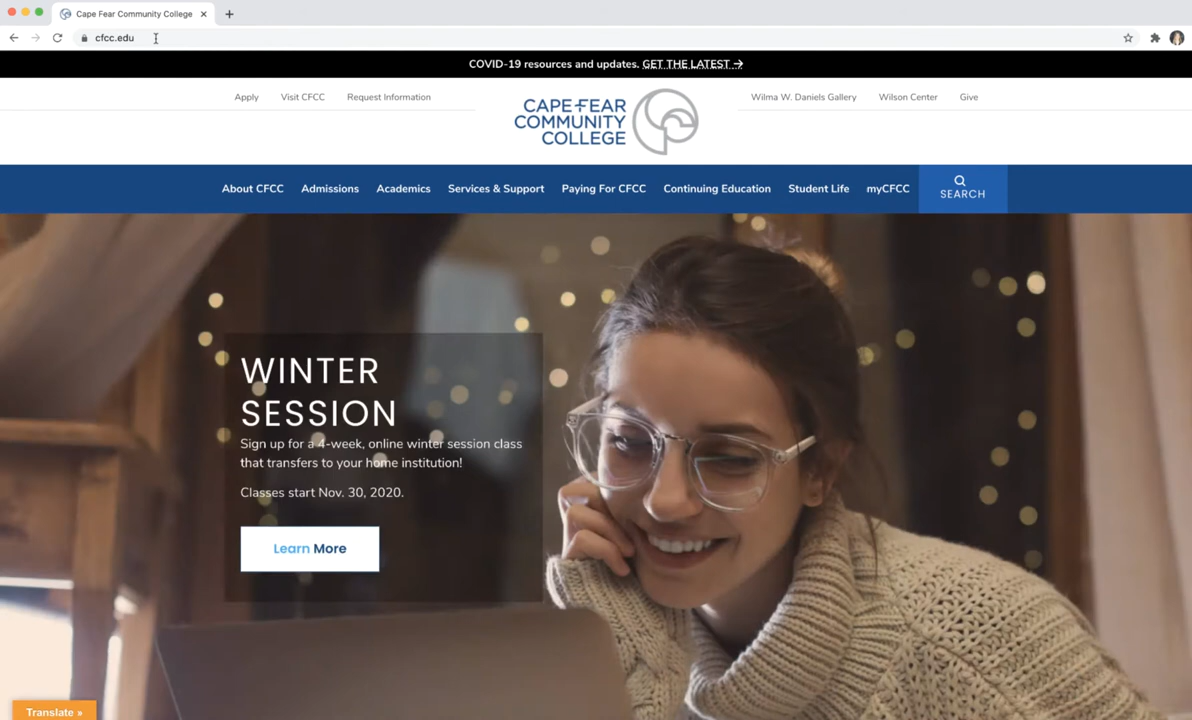 Cape Fear Community College
cfcc.edu
COVID-19 resources and updates. GET THE LATEST →
Apply Visit CFCC Request Information
CAPE FEAR
COMMUNITY
COLLEGE
Wilma W. Daniels Gallery Wilson Center Give
About CFCC Admissions Academics Services & Support Paying For CFCC Continuing Education Student Life myCFCC SEARCH
WINTER
SESSION
Sign up for a 4-week, online winter session class
that transfers to your home institution!
Classes start Nov. 30, 2020.
Learn More
Translate »